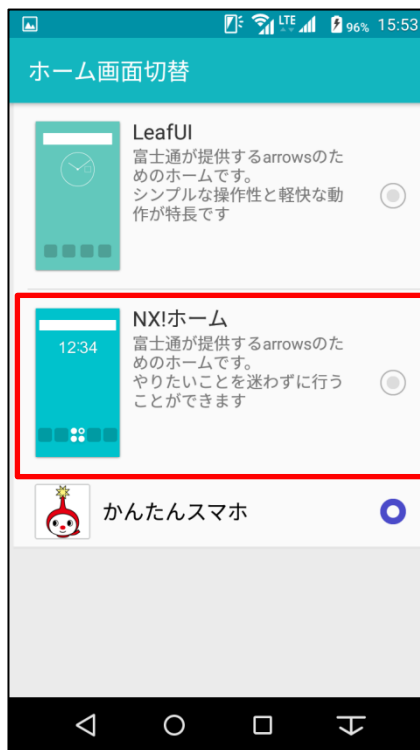 LTE 96% 15:53
ホーム画面切替
LeafUI
富士通が提供するarrowsのた
めのホームです。
シンプルな操作性と軽快な動
作が特長です
NX!ホーム
12:34
富士通が提供するarrowsのた
めのホームです。
やりたいことを迷わずに行う
ことができます
かんたんスマホ